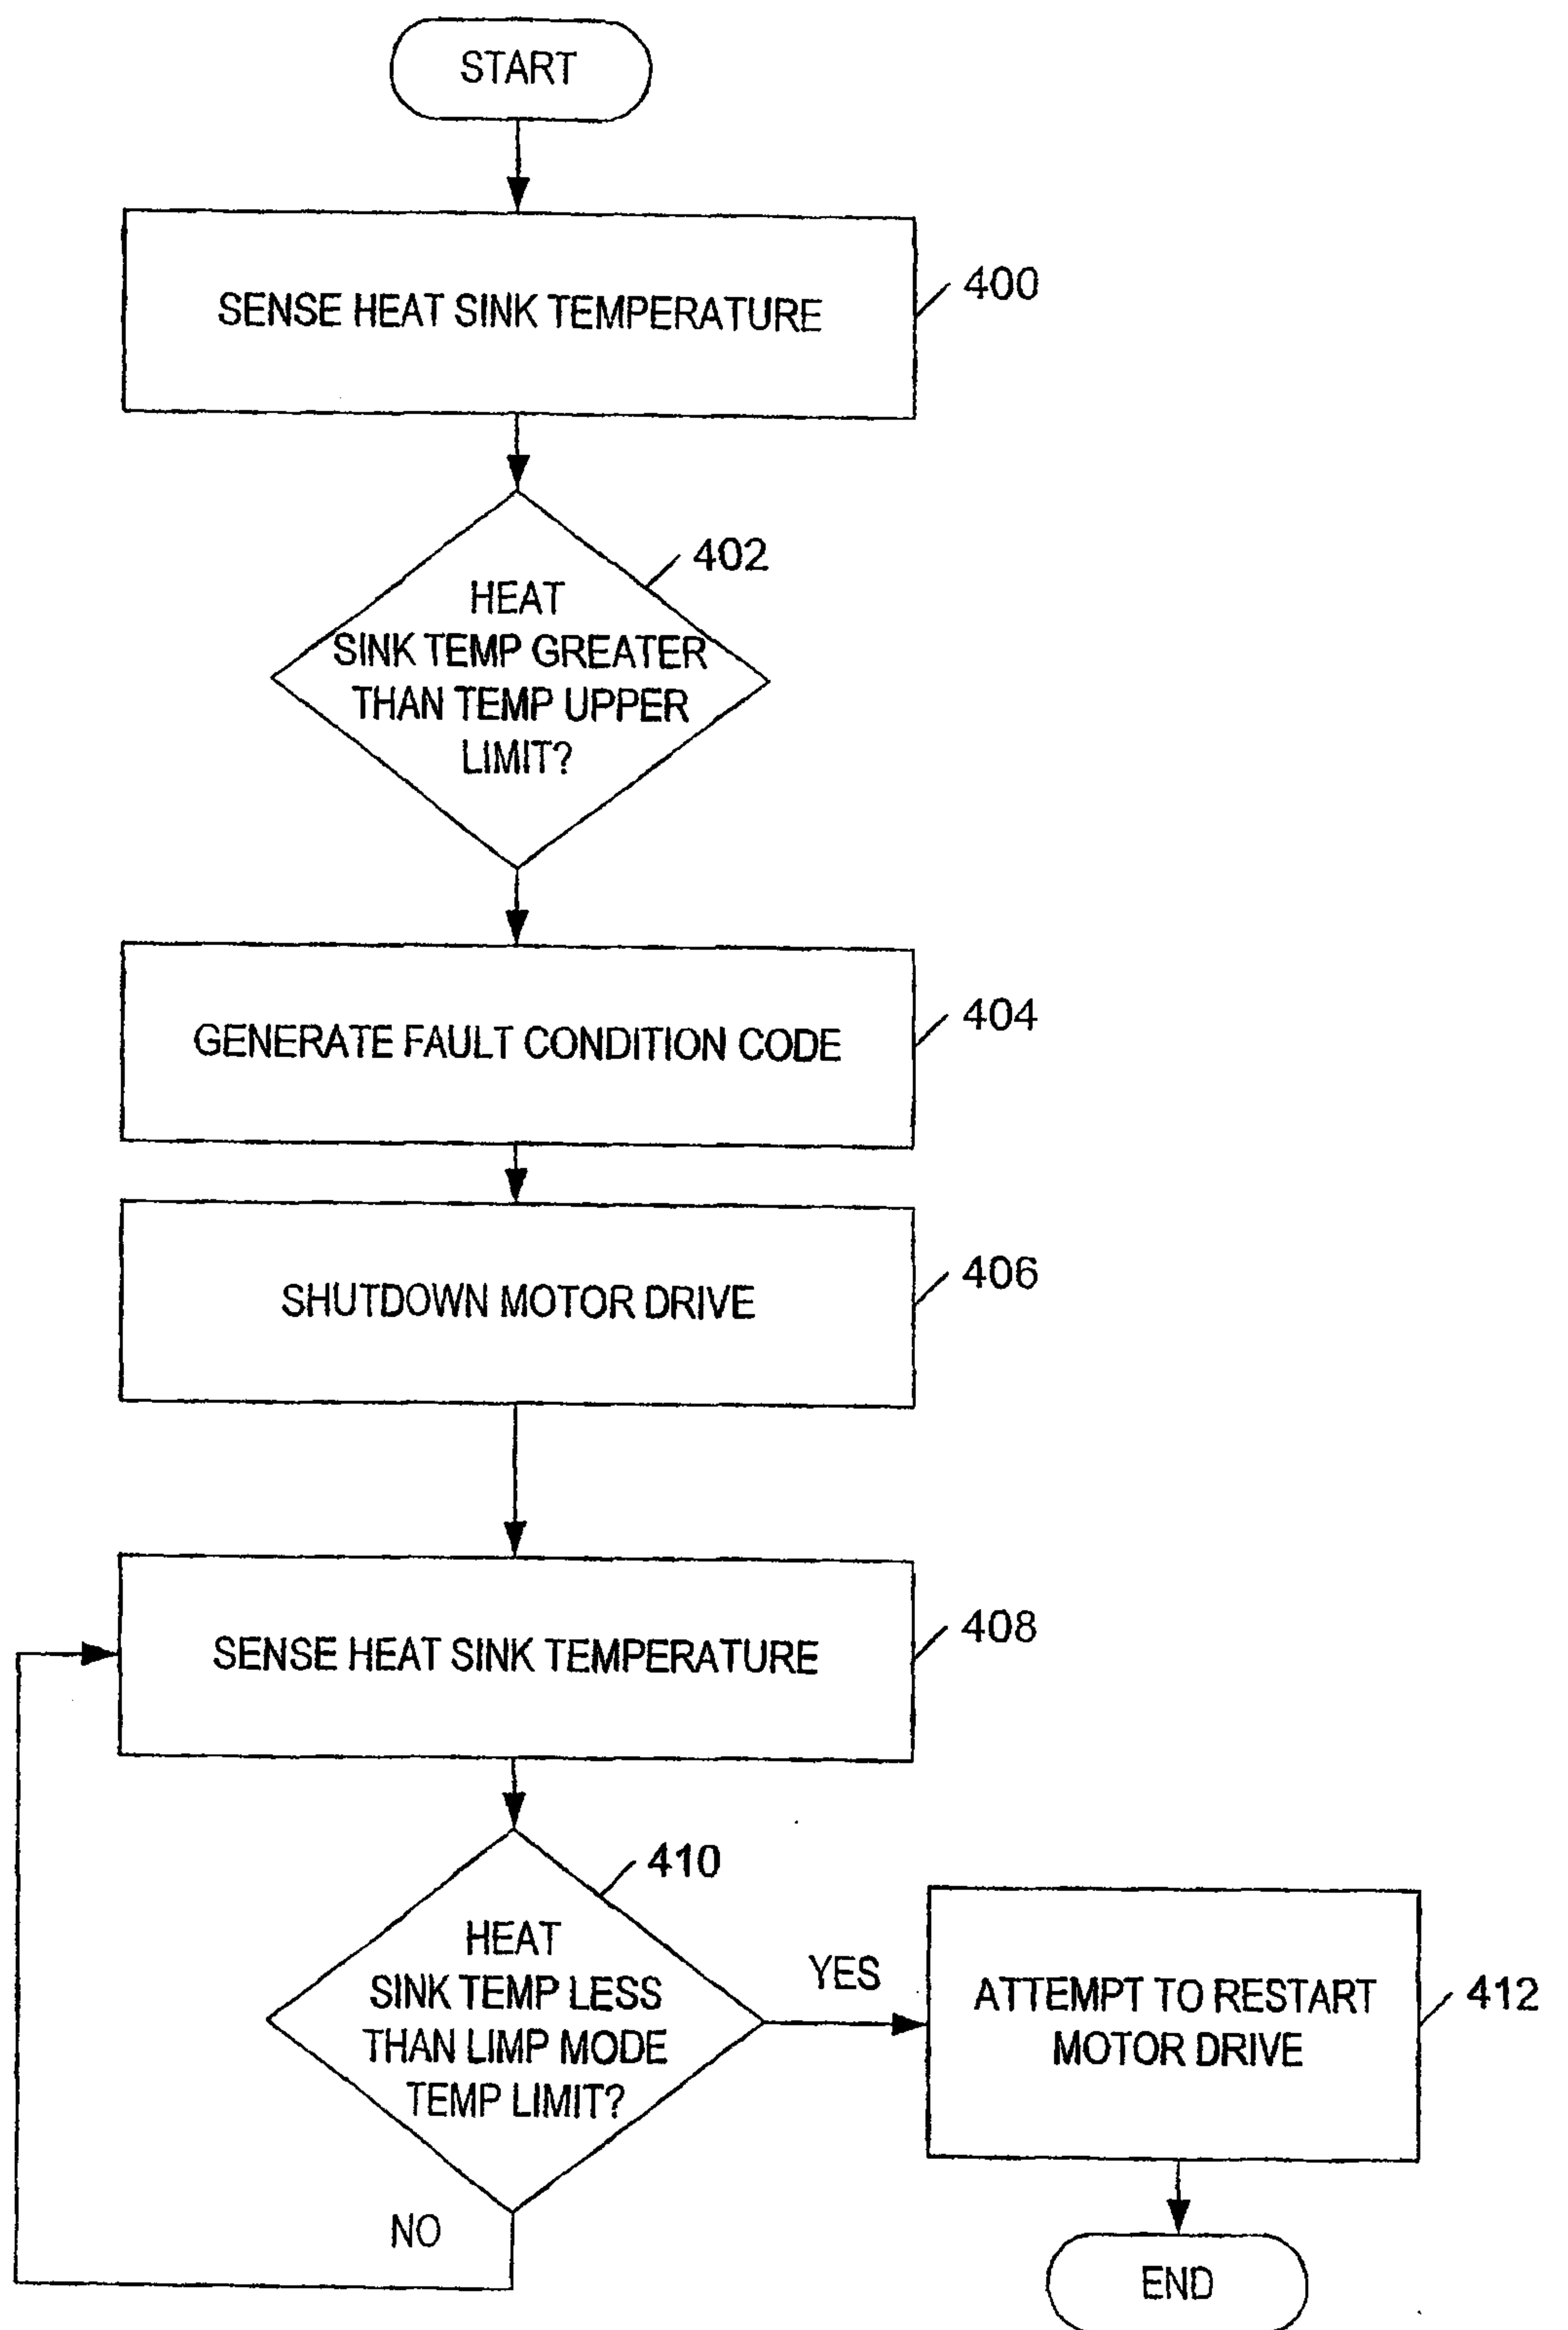 START
SENSE HEAT SINK TEMPERATURE
400
402
HEAT
SINK TEMP GREATER
THAN TEMP UPPER
LIMIT?
GENERATE FAULT CONDITION CODE
404
SHUTDOWN MOTOR DRIVE
406
SENSE HEAT SINK TEMPERATURE
408
410
HEAT
SINK TEMP LESS
THAN LIMP MODE
TEMP LIMIT?
YES
ATTEMPT TO RESTART
MOTOR DRIVE
412
NO
END